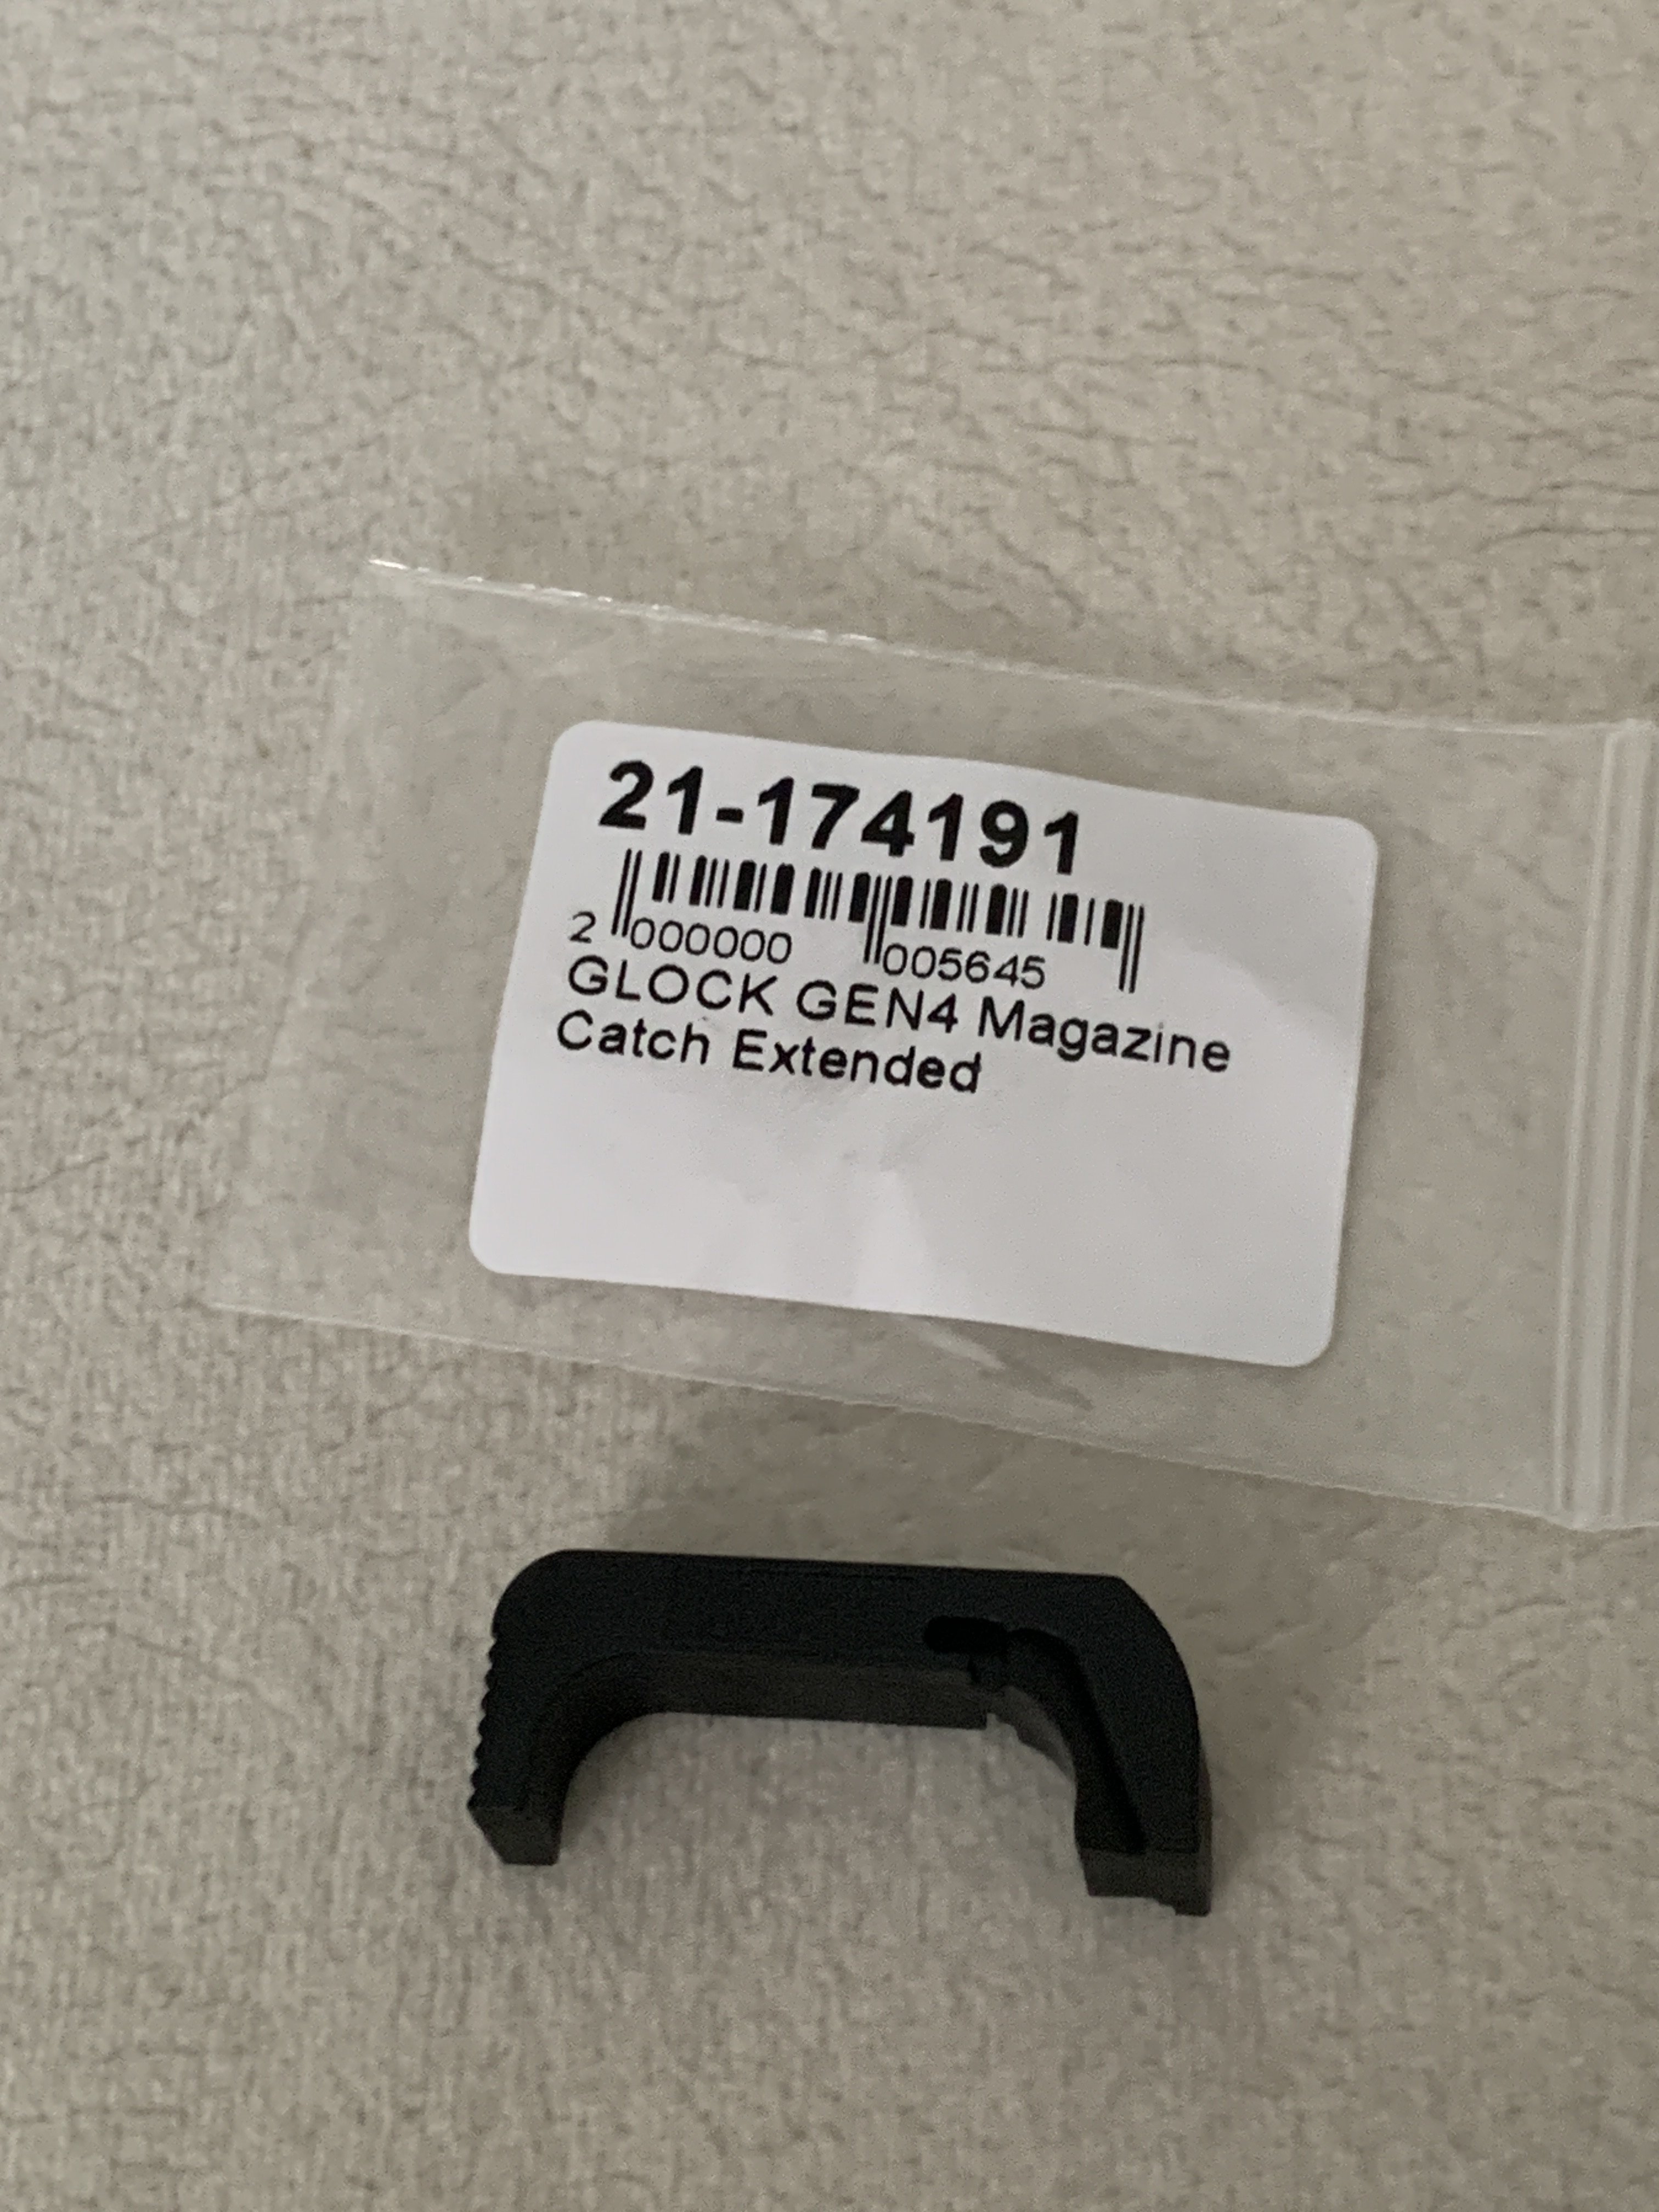 21-174191
2 000000 005645
GLOCK GEN4 Magazine
Catch Extended